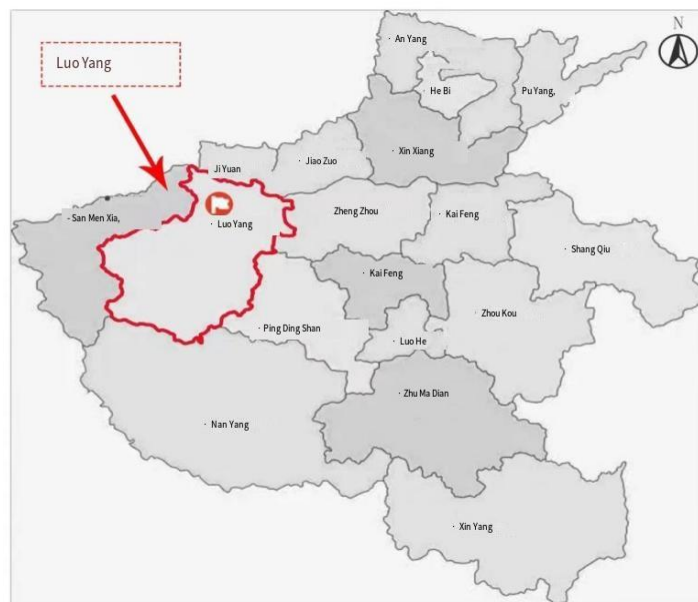 N
· An Yang
Luo Yang
· He Bi
Pu Yang,
· Xin Xiang
· Jiao Zuo
Ji Yuan
Zheng Zhou
· Kai Feng
- San Men Xia,
· Luo Yang
Shang Qiu
· Kai Feng
· Zhou Kou
· Ping Ding Shan
· Luo He
· Zhu Ma Dian
· Nan Yang
· Xin Yang